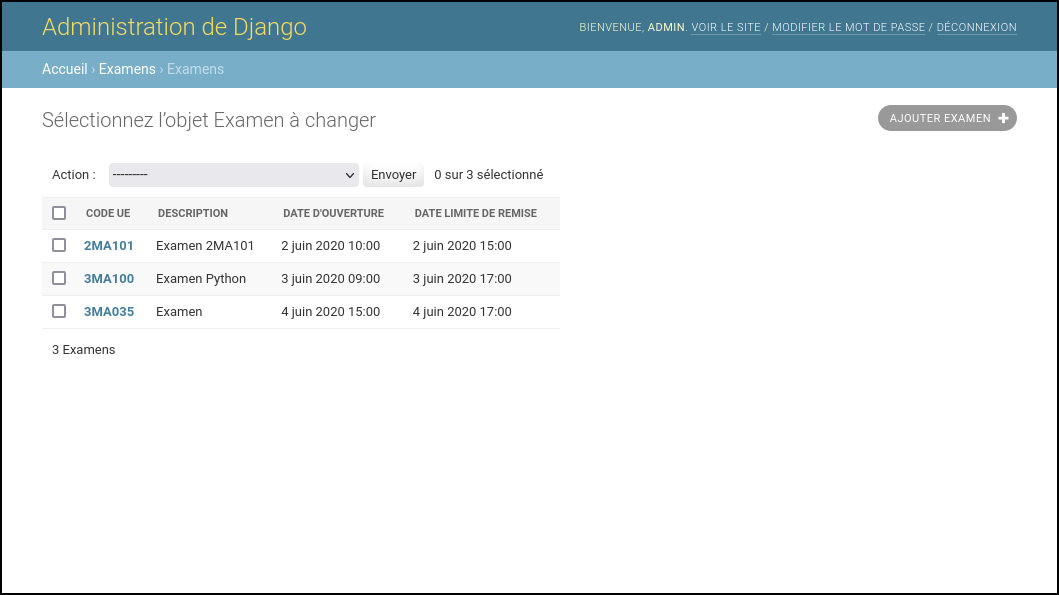 Administration de Django
BIENVENUE, ADMIN. VOIR LE SITE / MODIFIER LE MOT DE PASSE / DÉCONNEXION
Accueil › Examens › Examens
Sélectionnez l’objet Examen à changer
AJOUTER EXAMEN +
Action : --------- Envoyer 0 sur 3 sélectionné
CODE UE DESCRIPTION DATE D'OUVERTURE DATE LIMITE DE REMISE
2MA101 Examen 2MA101 2 juin 2020 10:00 2 juin 2020 15:00
3MA100 Examen Python 3 juin 2020 09:00 3 juin 2020 17:00
3MA035 Examen 4 juin 2020 15:00 4 juin 2020 17:00
3 Examens